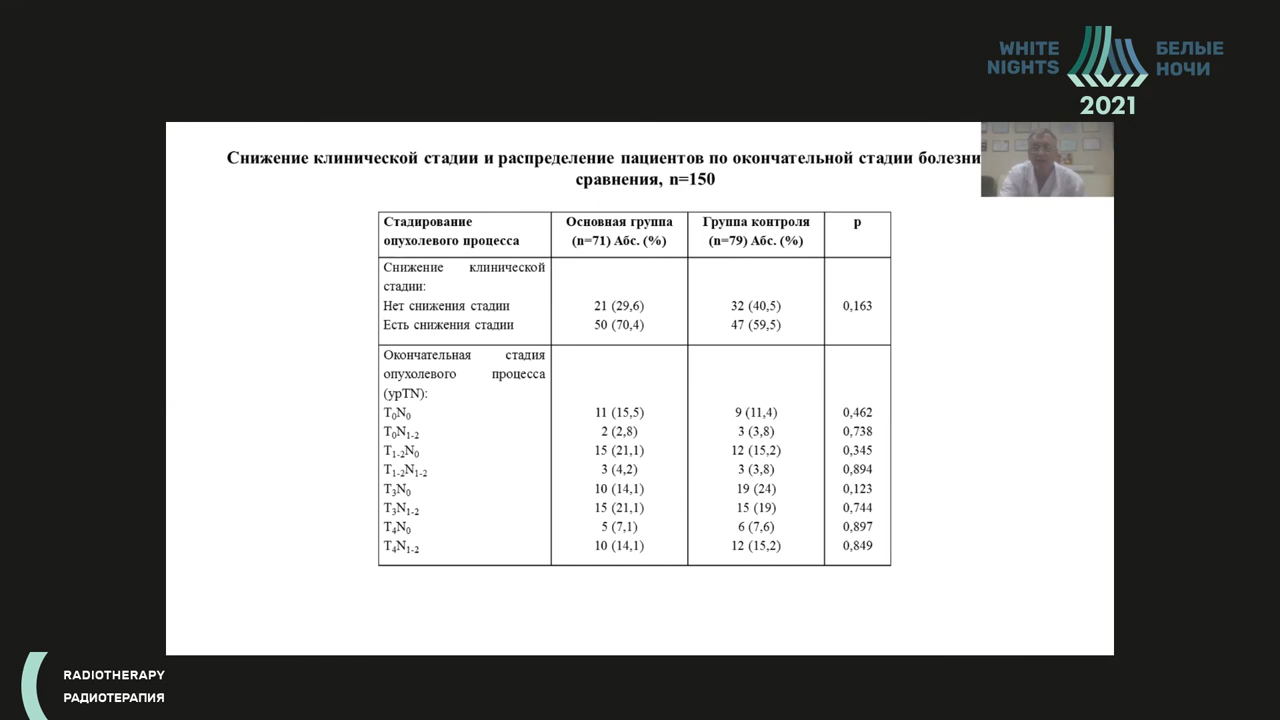 WHITE NIGHTS
БЕЛЫЕ НОЧИ
2021
Снижение клинической стадии и распределение пациентов по окончательной стадии болезни
сравнения, n=150
Стадирование опухолевого процесса | Основная группа (n=71) Абс. (%) | Группа контроля (n=79) Абс. (%) | p
Снижение клинической стадии:
Нет снижения стадии 21 (29,6) 32 (40,5) 0,163
Есть снижения стадии 50 (70,4) 47 (59,5)
Окончательная стадия опухолевого процесса (урTN):
T₀N₀ 11 (15,5) 9 (11,4) 0,462
T₀N₁₋₂ 2 (2,8) 3 (3,8) 0,738
T₁₋₂N₀ 15 (21,1) 12 (15,2) 0,345
T₁₋₂N₁₋₂ 3 (4,2) 3 (3,8) 0,894
T₃N₀ 10 (14,1) 19 (24) 0,123
T₃N₁₋₂ 15 (21,1) 15 (19) 0,744
T₄N₀ 5 (7,1) 6 (7,6) 0,897
T₄N₁₋₂ 10 (14,1) 12 (15,2) 0,849
RADIOTHERAPY
РАДИОТЕРАПИЯ